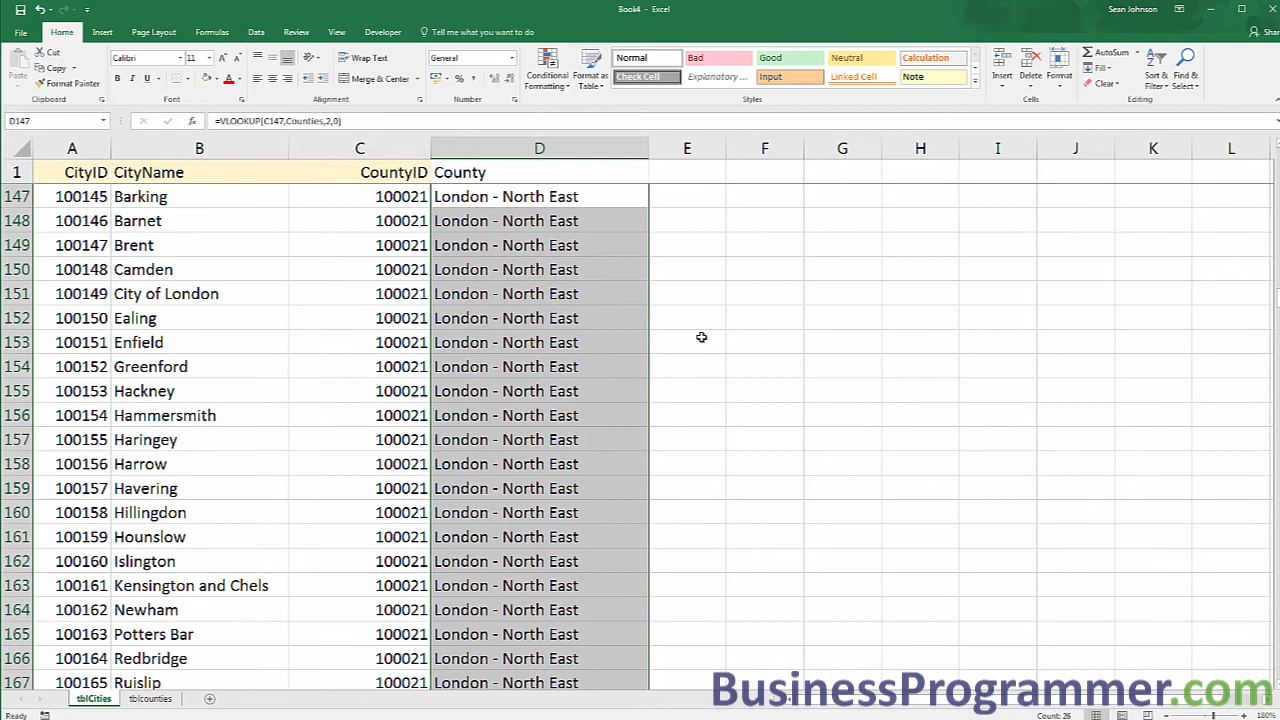 Book4 - Excel
Sean Johnson
File Home Insert Page Layout Formulas Data Review View Developer Tell me what you want to do
Cut
Copy
Format Painter
Paste
Clipboard
Calibri 11
B I U
Font
Wrap Text
Merge & Center
Alignment
General
Number
Conditional Formatting
Format as Table
Normal Bad Good Neutral Calculation
Check Cell Explanatory ... Input Linked Cell Note
Styles
Insert Delete Format
Cells
AutoSum
Fill
Clear
Sort & Filter
Find & Select
Editing
D147 fx =VLOOKUP(C147,Counties,2,0)
A B C D E F G H I J K L
1 CityID CityName CountyID County
147 100145 Barking 100021 London - North East
148 100146 Barnet 100021 London - North East
149 100147 Brent 100021 London - North East
150 100148 Camden 100021 London - North East
151 100149 City of London 100021 London - North East
152 100150 Ealing 100021 London - North East
153 100151 Enfield 100021 London - North East
154 100152 Greenford 100021 London - North East
155 100153 Hackney 100021 London - North East
156 100154 Hammersmith 100021 London - North East
157 100155 Haringey 100021 London - North East
158 100156 Harrow 100021 London - North East
159 100157 Havering 100021 London - North East
160 100158 Hillingdon 100021 London - North East
161 100159 Hounslow 100021 London - North East
162 100160 Islington 100021 London - North East
163 100161 Kensington and Chels 100021 London - North East
164 100162 Newham 100021 London - North East
165 100163 Potters Bar 100021 London - North East
166 100164 Redbridge 100021 London - North East
167 100165 Ruislip 100021 London - North East
tblCities tblcounties
BusinessProgrammer.com
Ready Count: 26 180%